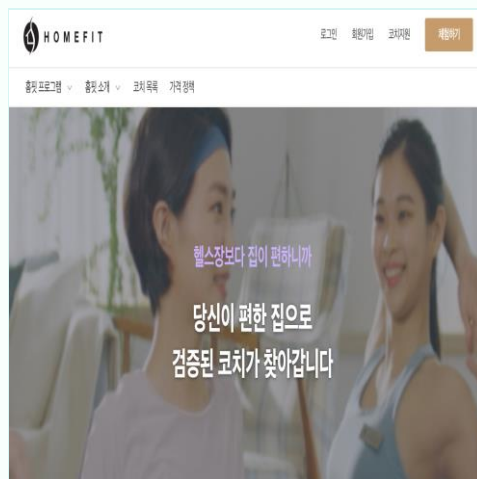 HOMEFIT
로그인 회원가입 코치지원 체험하기
홈핏 프로그램 홈핏 소개 코치 목록 가격 정책
헬스장보다 집이 편하니까
당신이 편한 집으로
검증된 코치가 찾아갑니다